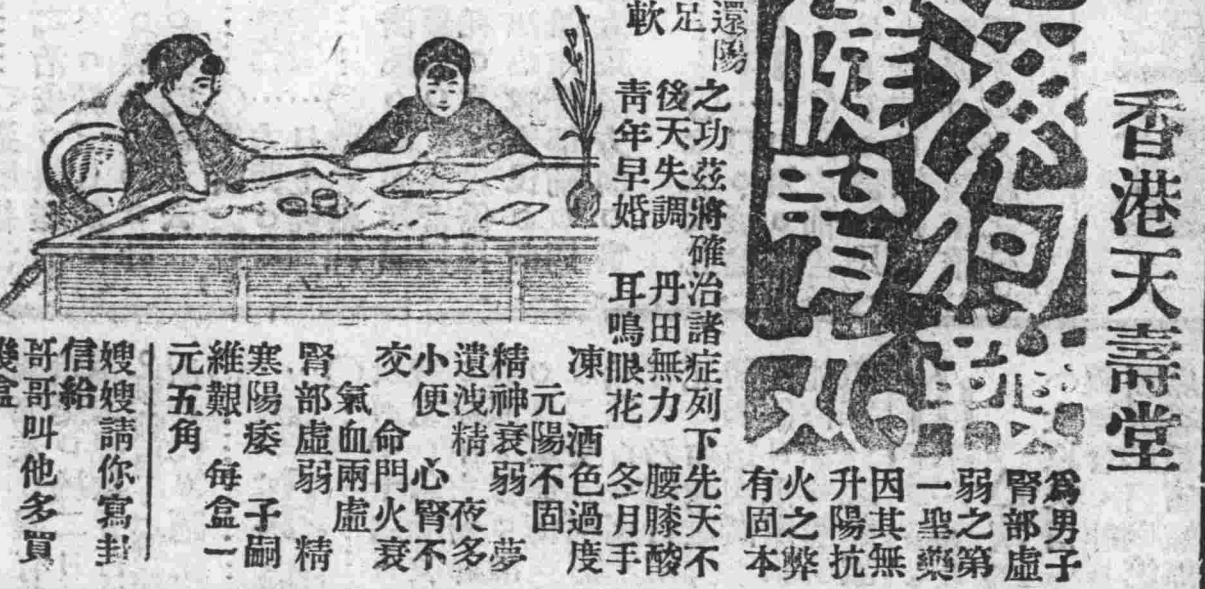 香港天壽堂
海狗鞭
健腎丸
爲男子
腎部虛
弱之第
一聖藥
因其無
升陽抗
火之弊
有固本
還陽之功茲將確治諸症列下先天不
足 後天失調 丹田無力 腰膝酸
軟 青年早婚 耳鳴眼花 冬月手
凍 酒色過度
元陽不固
精神衰弱 夢
遺洩精 夜多
小便 心腎不
交 命門火衰
氣血兩虛
腎部虛弱 精
寒陽痿 子嗣
維艱 每盒一
元五角
嫂嫂請你寫封
信給
哥哥叫他多買
幾盒